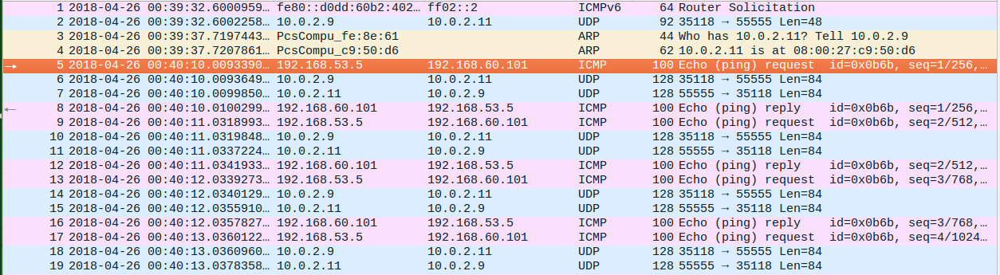 1 2018-04-26 00:39:32.6000959… fe80::d0dd:60b2:402… ff02::2 ICMPv6 64 Router Solicitation
2 2018-04-26 00:39:32.6002258… 10.0.2.9 10.0.2.11 UDP 92 35118 → 55555 Len=48
3 2018-04-26 00:39:37.7197443… PcsCompu_fe:8e:61 ARP 44 Who has 10.0.2.11? Tell 10.0.2.9
4 2018-04-26 00:39:37.7207861… PcsCompu_c9:50:d6 ARP 62 10.0.2.11 is at 08:00:27:c9:50:d6
5 2018-04-26 00:40:10.0093390… 192.168.53.5 192.168.60.101 ICMP 100 Echo (ping) request id=0x0b6b, seq=1/256,…
6 2018-04-26 00:40:10.0093649… 10.0.2.9 10.0.2.11 UDP 128 35118 → 55555 Len=84
7 2018-04-26 00:40:10.0099850… 10.0.2.11 10.0.2.9 UDP 128 55555 → 35118 Len=84
8 2018-04-26 00:40:10.0100299… 192.168.60.101 192.168.53.5 ICMP 100 Echo (ping) reply id=0x0b6b, seq=1/256,…
9 2018-04-26 00:40:11.0318993… 192.168.53.5 192.168.60.101 ICMP 100 Echo (ping) request id=0x0b6b, seq=2/512,…
10 2018-04-26 00:40:11.0319848… 10.0.2.9 10.0.2.11 UDP 128 35118 → 55555 Len=84
11 2018-04-26 00:40:11.0337224… 10.0.2.11 10.0.2.9 UDP 128 55555 → 35118 Len=84
12 2018-04-26 00:40:11.0341933… 192.168.60.101 192.168.53.5 ICMP 100 Echo (ping) reply id=0x0b6b, seq=2/512,…
13 2018-04-26 00:40:12.0339273… 192.168.53.5 192.168.60.101 ICMP 100 Echo (ping) request id=0x0b6b, seq=3/768,…
14 2018-04-26 00:40:12.0340129… 10.0.2.9 10.0.2.11 UDP 128 35118 → 55555 Len=84
15 2018-04-26 00:40:12.0355910… 10.0.2.11 10.0.2.9 UDP 128 55555 → 35118 Len=84
16 2018-04-26 00:40:12.0357827… 192.168.60.101 192.168.53.5 ICMP 100 Echo (ping) reply id=0x0b6b, seq=3/768,…
17 2018-04-26 00:40:13.0360122… 192.168.53.5 192.168.60.101 ICMP 100 Echo (ping) request id=0x0b6b, seq=4/1024…
18 2018-04-26 00:40:13.0360960… 10.0.2.9 10.0.2.11 UDP 128 35118 → 55555 Len=84
19 2018-04-26 00:40:13.0378358… 10.0.2.11 10.0.2.9 UDP 128 55555 → 35118 Len=84